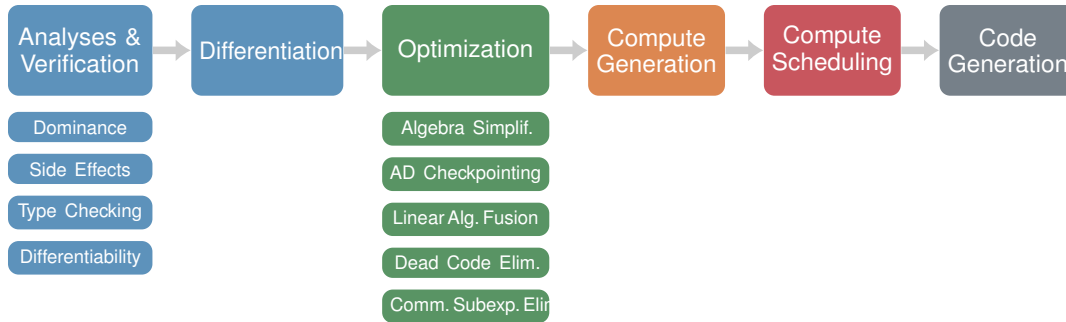 Analyses &
Verification
Differentiation
Optimization
Compute
Generation
Compute
Scheduling
Code
Generation
Dominance
Side Effects
Type Checking
Differentiability
Algebra Simplif.
AD Checkpointing
Linear Alg. Fusion
Dead Code Elim.
Comm. Subexp. Elim